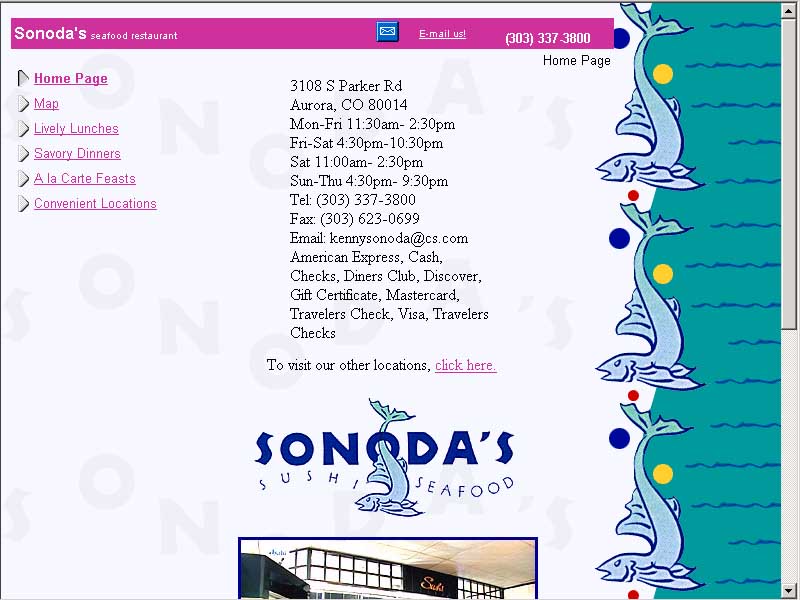 Sonoda's seafood restaurant
E-mail us!
(303) 337-3800
Home Page
Home Page
Map
Lively Lunches
Savory Dinners
A la Carte Feasts
Convenient Locations
3108 S Parker Rd
Aurora, CO 80014
Mon-Fri 11:30am- 2:30pm
Fri-Sat 4:30pm-10:30pm
Sat 11:00am- 2:30pm
Sun-Thu 4:30pm- 9:30pm
Tel: (303) 337-3800
Fax: (303) 623-0699
Email: kennysonoda@cs.com
American Express, Cash,
Checks, Diners Club, Discover,
Gift Certificate, Mastercard,
Travelers Check, Visa, Travelers
Checks
To visit our other locations, click here.
SONODA'S
SUSHI SEAFOOD
Sushi